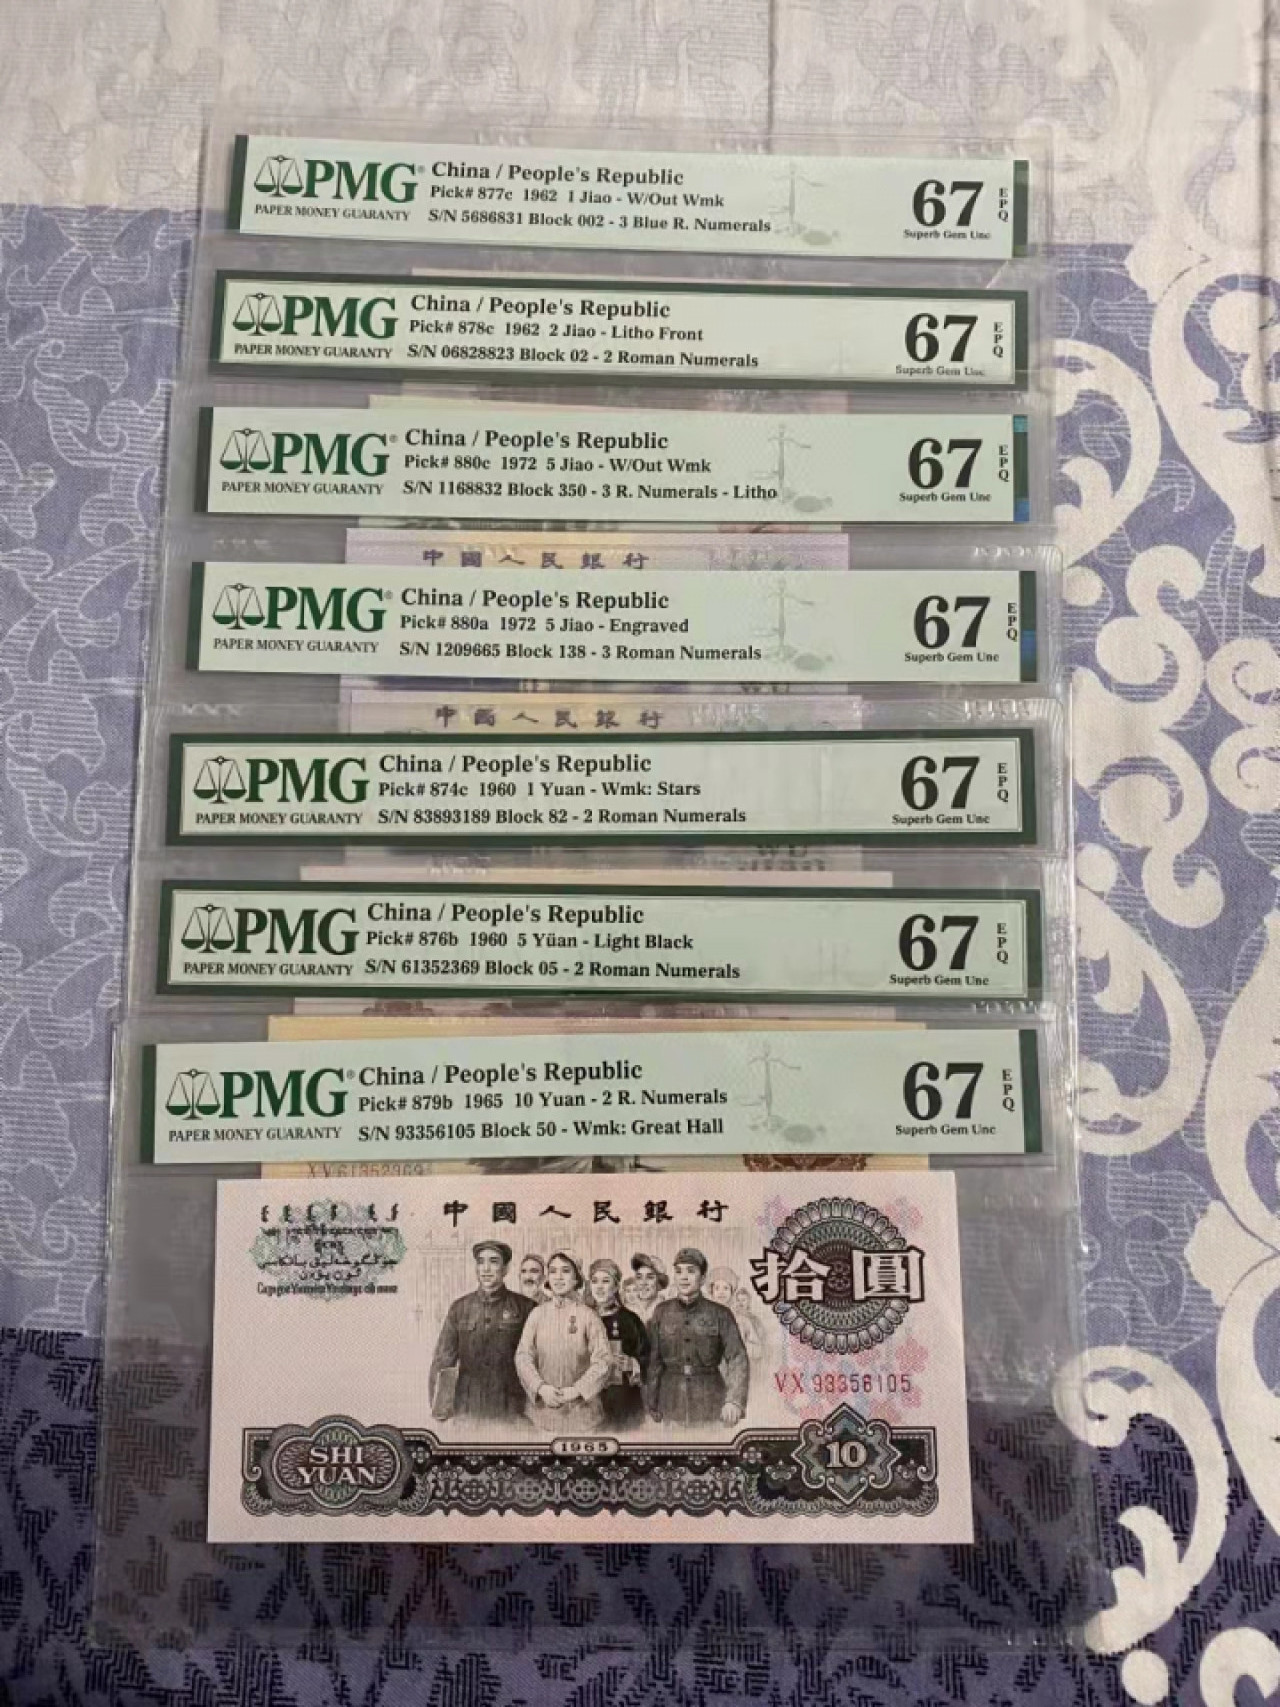 PMG® China / People's Republic
Pick# 877c 1962 1 Jiao - W/Out Wmk
PAPER MONEY GUARANTY S/N 5686831 Block 002 - 3 Blue R. Numerals
67 EPQ
Superb Gem Unc
PMG China / People's Republic
Pick# 878c 1962 2 Jiao - Litho Front
PAPER MONEY GUARANTY S/N 06828823 Block 02 - 2 Roman Numerals
67 EPQ
Superb Gem Unc
PMG® China / People's Republic
Pick# 880c 1972 5 Jiao - W/Out Wmk
PAPER MONEY GUARANTY S/N 1168832 Block 350 - 3 R. Numerals - Litho
67 EPQ
Superb Gem Unc
中國人民銀行
PMG® China / People's Republic
Pick# 880a 1972 5 Jiao - Engraved
PAPER MONEY GUARANTY S/N 1209665 Block 138 - 3 Roman Numerals
67 EPQ
Superb Gem Unc
中國人民銀行
PMG China / People's Republic
Pick# 874c 1960 1 Yuan - Wmk: Stars
PAPER MONEY GUARANTY S/N 83893189 Block 82 - 2 Roman Numerals
67 EPQ
Superb Gem Unc
PMG China / People's Republic
Pick# 876b 1960 5 Yüan - Light Black
PAPER MONEY GUARANTY S/N 61352369 Block 05 - 2 Roman Numerals
67 EPQ
Superb Gem Unc
PMG® China / People's Republic
Pick# 879b 1965 10 Yuan - 2 R. Numerals
PAPER MONEY GUARANTY S/N 93356105 Block 50 - Wmk: Great Hall
67 EPQ
Superb Gem Unc
61352369
中國人民銀行
拾圓
VX 93356105
1965
SHI
YUAN
10